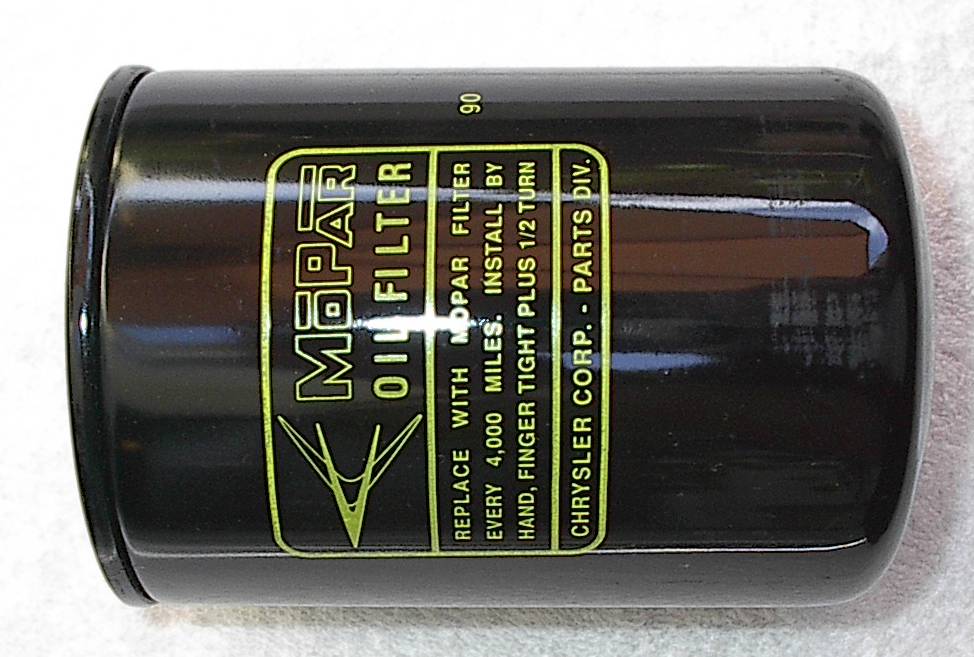 MOPAR
OIL FILTER
REPLACE WITH MOPAR FILTER
EVERY 4,000 MILES. INSTALL BY
HAND, FINGER TIGHT PLUS 1/2 TURN
CHRYSLER CORP. - PARTS DIV.
90